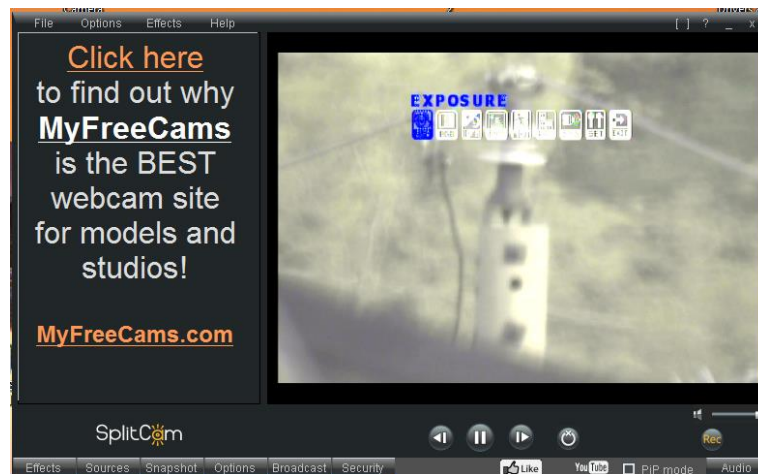 Camera
File Options Effects Help
[ ] ? _ x
Click here
to find out why
MyFreeCams
is the BEST
webcam site
for models and
studios!
MyFreeCams.com
EXPOSURE
SET EXIT
SplitCam
Rec
Effects Sources Snapshot Options Broadcast Security
Like YouTube PiP mode Audio